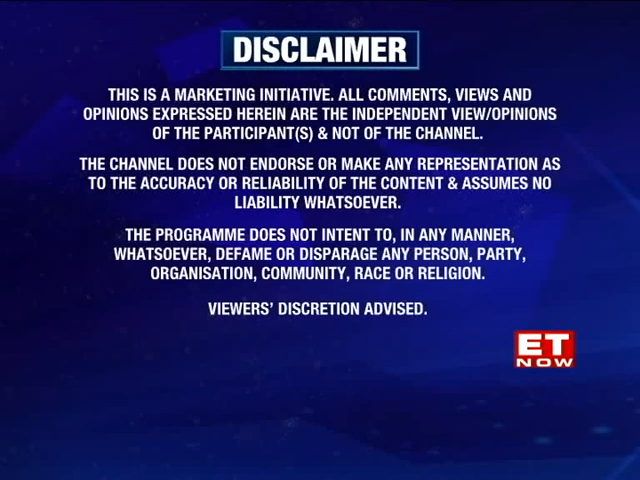 DISCLAIMER
THIS IS A MARKETING INITIATIVE. ALL COMMENTS, VIEWS AND
OPINIONS EXPRESSED HEREIN ARE THE INDEPENDENT VIEW/OPINIONS
OF THE PARTICIPANT(S) & NOT OF THE CHANNEL.
THE CHANNEL DOES NOT ENDORSE OR MAKE ANY REPRESENTATION AS
TO THE ACCURACY OR RELIABILITY OF THE CONTENT & ASSUMES NO
LIABILITY WHATSOEVER.
THE PROGRAMME DOES NOT INTENT TO, IN ANY MANNER,
WHATSOEVER, DEFAME OR DISPARAGE ANY PERSON, PARTY,
ORGANISATION, COMMUNITY, RACE OR RELIGION.
VIEWERS' DISCRETION ADVISED.
ET
NOW